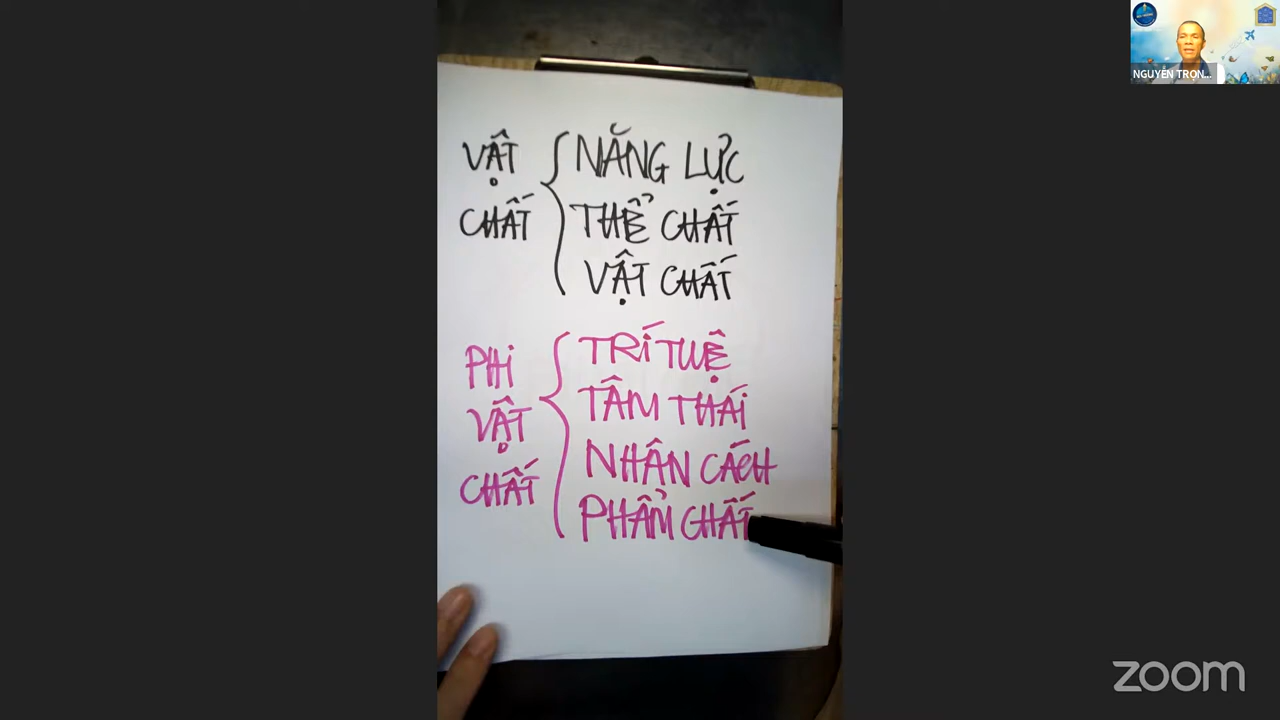 NGUYỄN TRỌN...
VẬT CHẤT
NĂNG LỰC
THỂ CHẤT
VẬT CHẤT
PHI VẬT CHẤT
TRÍ TUỆ
TÂM THÁI
NHÂN CÁCH
PHẨM CHẤT
zoom